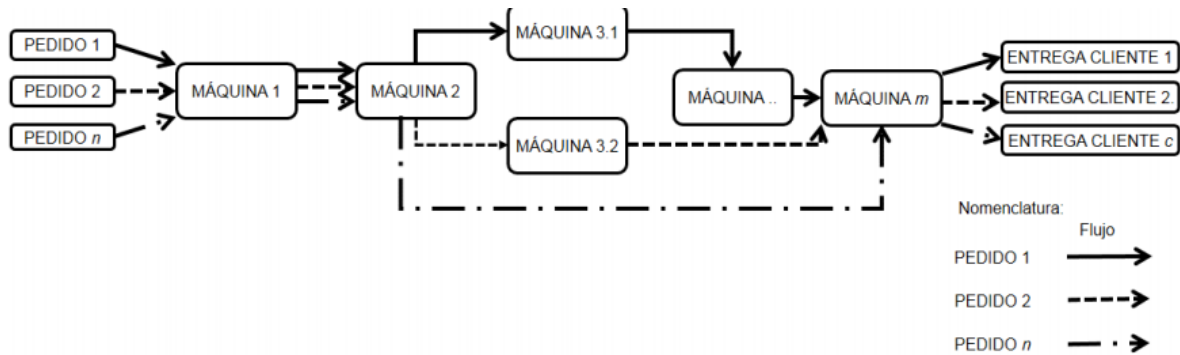 PEDIDO 1
PEDIDO 2
PEDIDO n
MÁQUINA 1
MÁQUINA 2
MÁQUINA 3.1
MÁQUINA 3.2
MÁQUINA ..
MÁQUINA m
ENTREGA CLIENTE 1
ENTREGA CLIENTE 2.
ENTREGA CLIENTE c
Nomenclatura:
Flujo
PEDIDO 1
PEDIDO 2
PEDIDO n